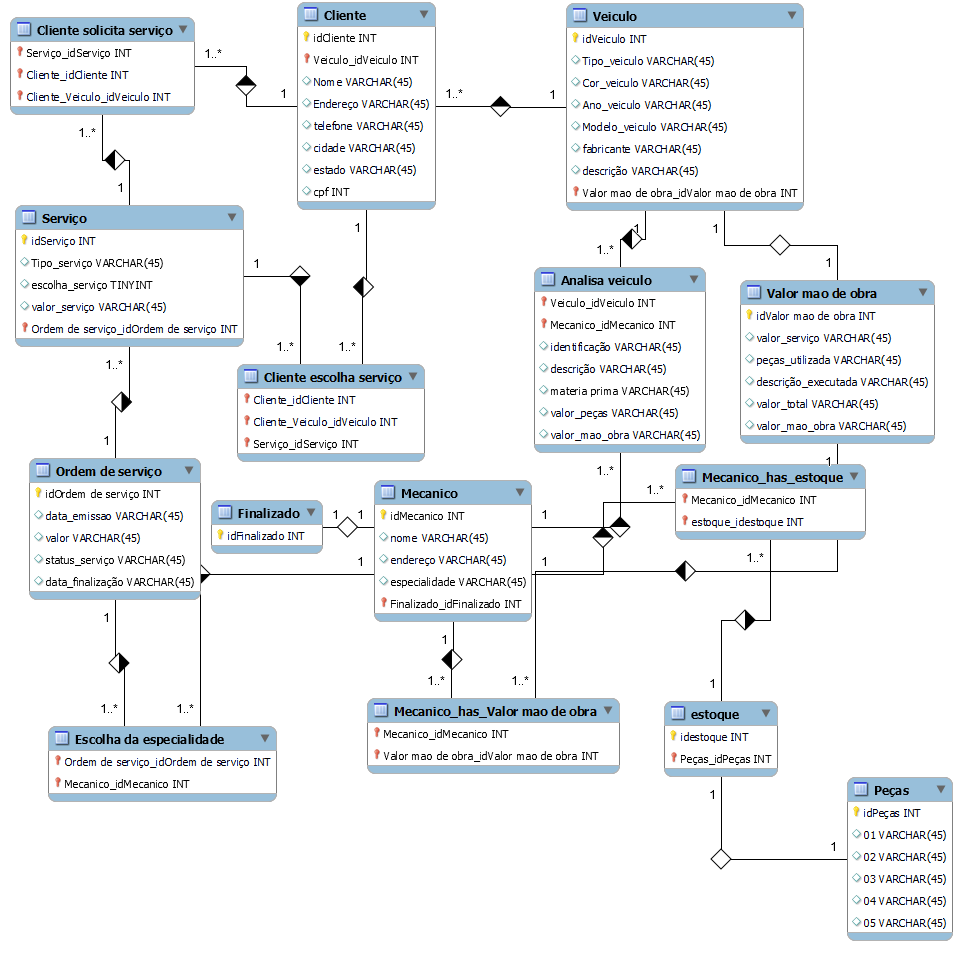 Cliente solicita serviço
Serviço_idServiço INT
Cliente_idCliente INT
Cliente_Veiculo_idVeiculo INT
1..*
1
Cliente
idCliente INT
Veiculo_idVeiculo INT
Nome VARCHAR(45)
Endereço VARCHAR(45)
telefone VARCHAR(45)
cidade VARCHAR(45)
estado VARCHAR(45)
cpf INT
1..*
1
Veiculo
idVeiculo INT
Tipo_veiculo VARCHAR(45)
Cor_veiculo VARCHAR(45)
Ano_veiculo VARCHAR(45)
Modelo_veiculo VARCHAR(45)
fabricante VARCHAR(45)
descrição VARCHAR(45)
Valor mao de obra_idValor mao de obra INT
1..*
1
Serviço
idServiço INT
Tipo_serviço VARCHAR(45)
escolha_serviço TINYINT
valor_serviço VARCHAR(45)
Ordem de serviço_idOrdem de serviço INT
1
1..*
1
1..*
Cliente escolha serviço
Cliente_idCliente INT
Cliente_Veiculo_idVeiculo INT
Serviço_idServiço INT
1
1..*
Analisa veiculo
Veiculo_idVeiculo INT
Mecanico_idMecanico INT
identificação VARCHAR(45)
descrição VARCHAR(45)
materia prima VARCHAR(45)
valor_peças VARCHAR(45)
valor_mao_obra VARCHAR(45)
1
1
Valor mao de obra
idValor mao de obra INT
valor_serviço VARCHAR(45)
peças_utilizada VARCHAR(45)
descrição_executada VARCHAR(45)
valor_total VARCHAR(45)
valor_mao_obra VARCHAR(45)
1..*
1
Ordem de serviço
idOrdem de serviço INT
data_emissao VARCHAR(45)
valor VARCHAR(45)
status_serviço VARCHAR(45)
data_finalização VARCHAR(45)
Finalizado
idFinalizado INT
1
1
Mecanico
idMecanico INT
nome VARCHAR(45)
endereço VARCHAR(45)
especialidade VARCHAR(45)
Finalizado_idFinalizado INT
1
1..*
1
1..*
1
1
Mecanico_has_estoque
Mecanico_idMecanico INT
estoque_idestoque INT
1
1..*
1..*
Escolha da especialidade
Ordem de serviço_idOrdem de serviço INT
Mecanico_idMecanico INT
1
1..*
1..*
Mecanico_has_Valor mao de obra
Mecanico_idMecanico INT
Valor mao de obra_idValor mao de obra INT
1..*
1
estoque
idestoque INT
Peças_idPeças INT
1
1
Peças
idPeças INT
01 VARCHAR(45)
02 VARCHAR(45)
03 VARCHAR(45)
04 VARCHAR(45)
05 VARCHAR(45)